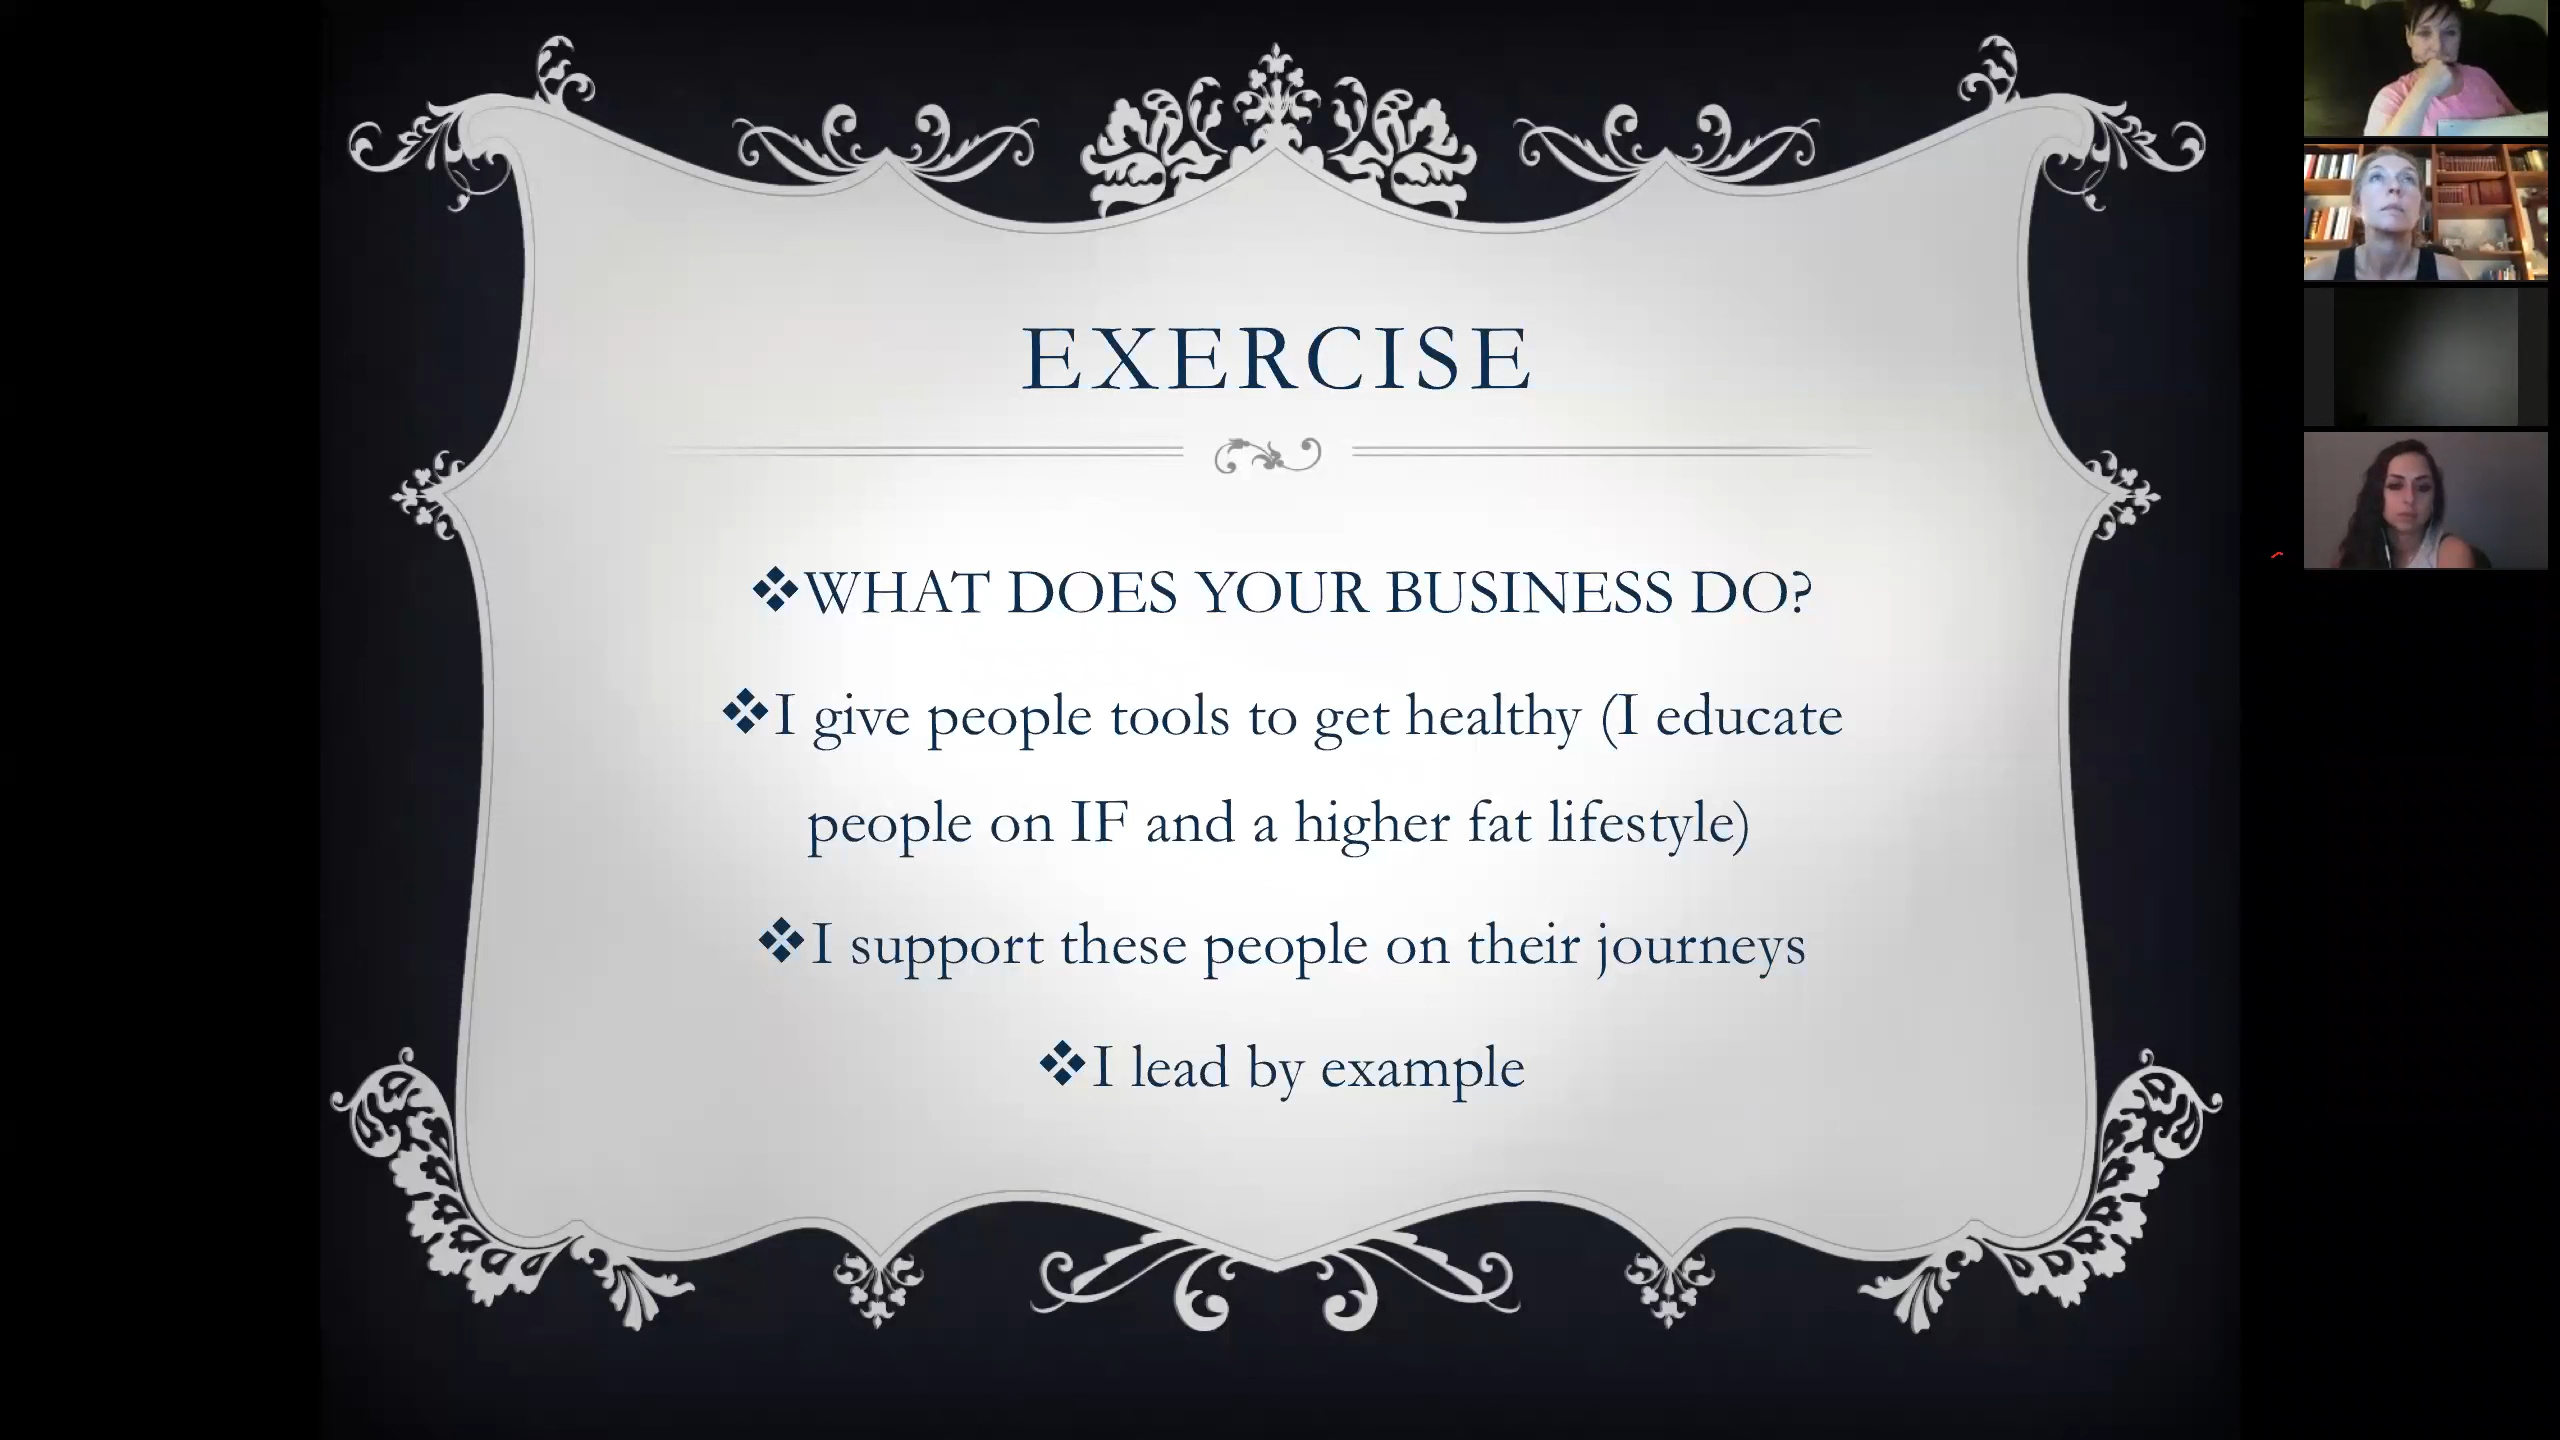 EXERCISE
❖WHAT DOES YOUR BUSINESS DO?
❖I give people tools to get healthy (I educate
people on IF and a higher fat lifestyle)
❖I support these people on their journeys
❖I lead by example